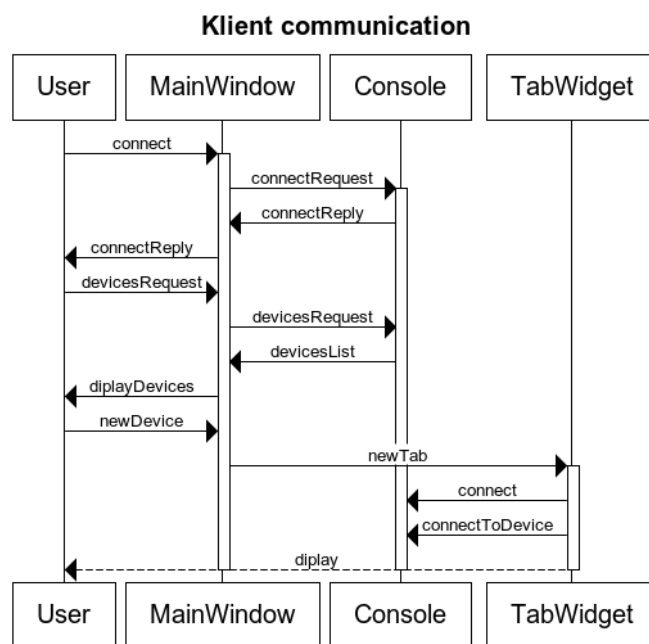 Klient communication
User MainWindow Console TabWidget
connect
connectRequest
connectReply
connectReply
devicesRequest
devicesRequest
devicesList
diplayDevices
newDevice
newTab
connect
connectToDevice
diplay
User MainWindow Console TabWidget